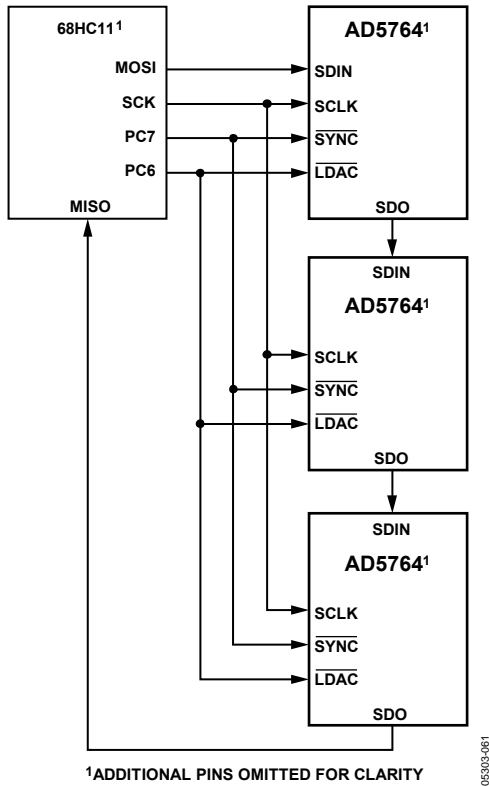 68HC11¹
MOSI
SCK
PC7
PC6
MISO
AD5764¹
SDIN
SCLK
SYNC
LDAC
SDO
SDIN
AD5764¹
SCLK
SYNC
LDAC
SDO
SDIN
AD5764¹
SCLK
SYNC
LDAC
SDO
¹ADDITIONAL PINS OMITTED FOR CLARITY
05303-061